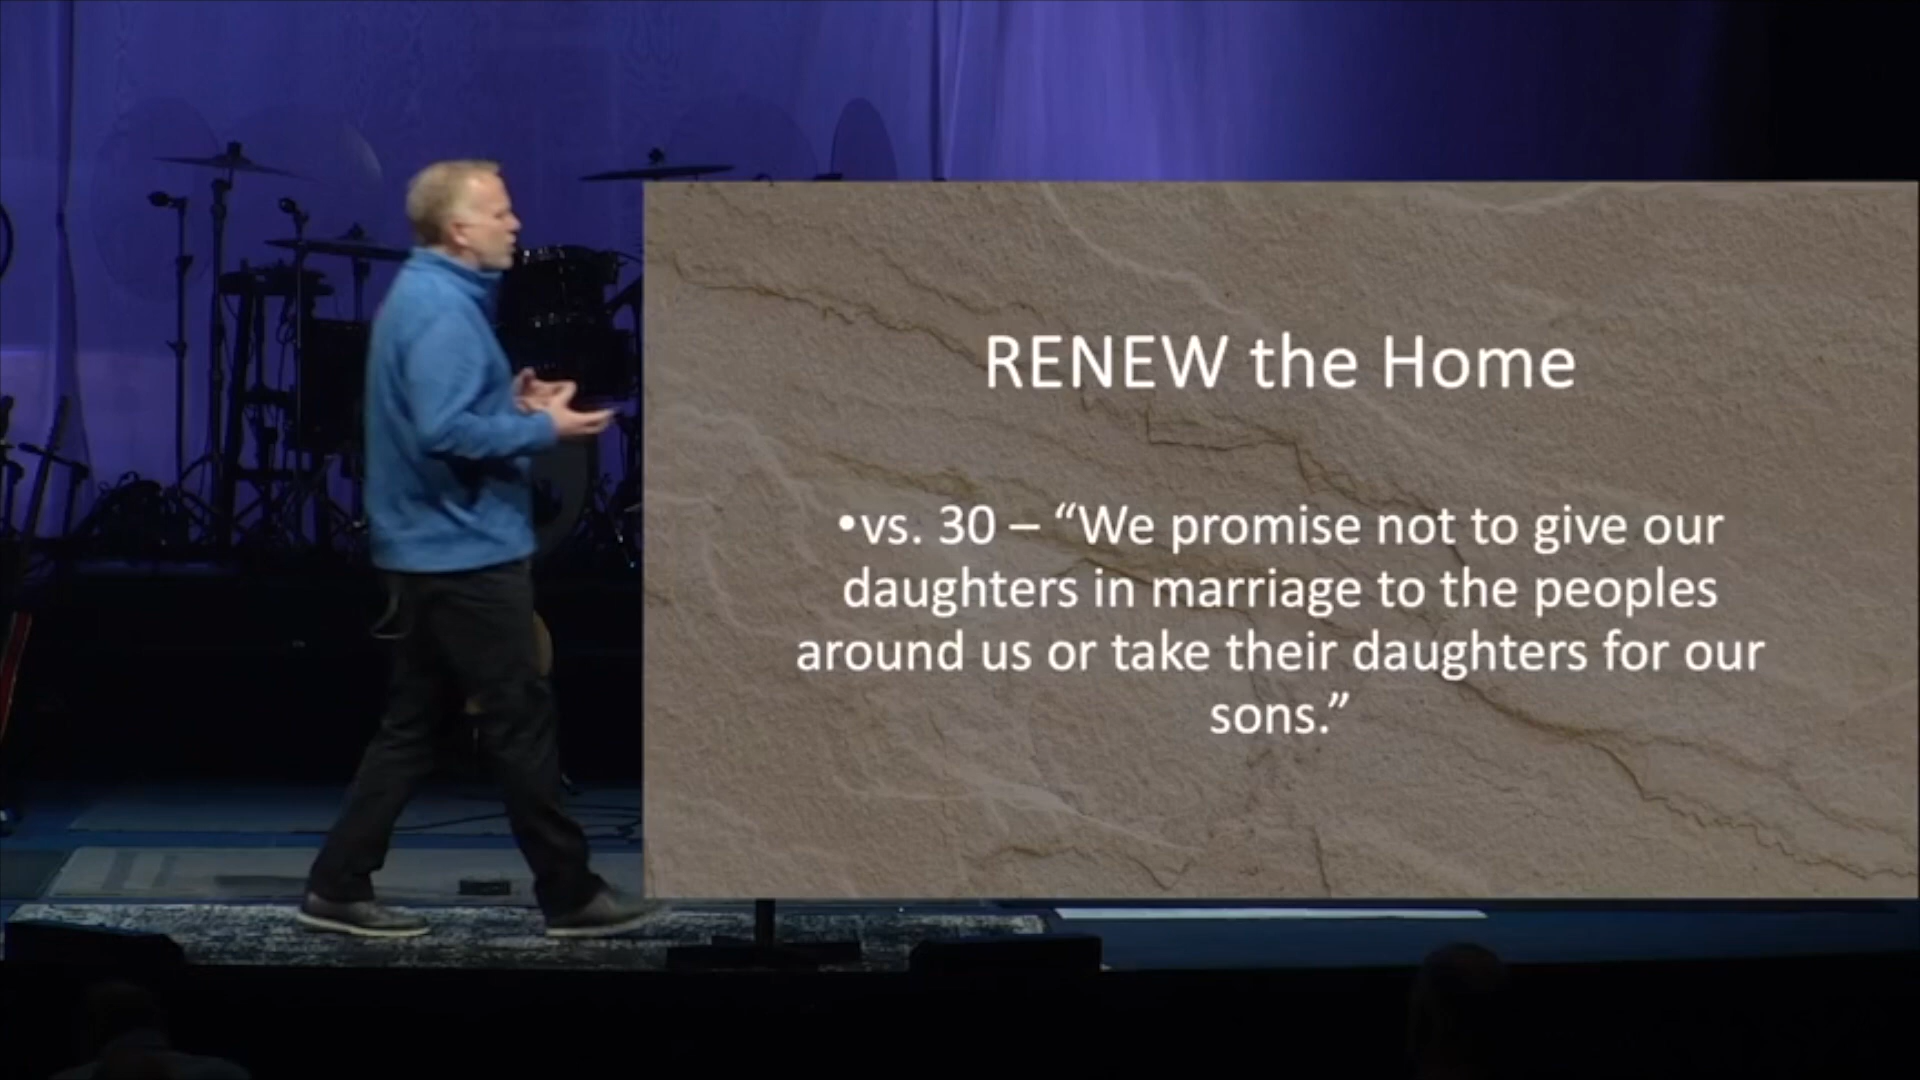 RENEW the Home
•vs. 30 – “We promise not to give our
daughters in marriage to the peoples
around us or take their daughters for our
sons.”